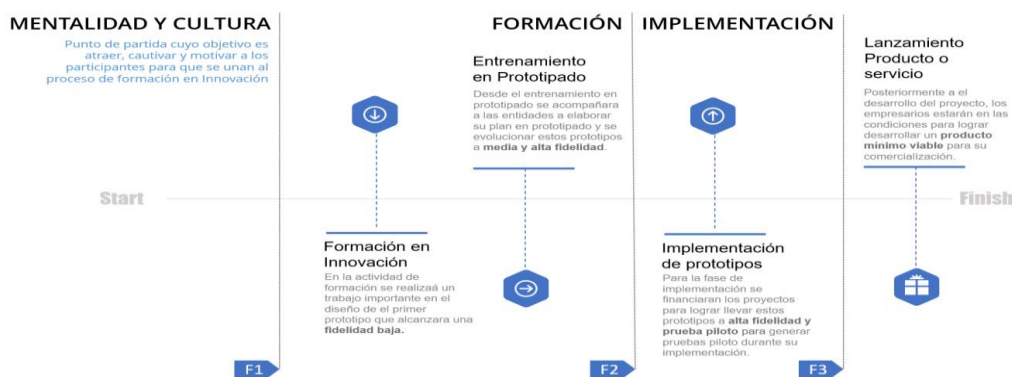 MENTALIDAD Y CULTURA
Punto de partida cuyo objetivo es
atraer, cautivar y motivar a los
participantes para que se unan al
proceso de formación en Innovación
FORMACIÓN
IMPLEMENTACIÓN
Entrenamiento
en Prototipado
Desde el entrenamiento en
prototipado se acompañara
a las entidades a elaborar
su plan en prototipado y se
evolucionar estos prototipos
a media y alta fidelidad.
Lanzamiento
Producto o
servicio
Posteriormente a el
desarrollo del proyecto, los
empresarios estarán en las
condiciones para lograr
desarrollar un producto
mínimo viable para su
comercialización.
Start
Finish
Formación en
Innovación
En la actividad de
formación se realizaá un
trabajo importante en el
diseño de el primer
prototipo que alcanzara una
fidelidad baja.
Implementación
de prototipos
Para la fase de
implementación se
financiaran los proyectos
para lograr llevar estos
prototipos a alta fidelidad y
prueba piloto para generar
pruebas piloto durante su
implementación.
F1
F2
F3